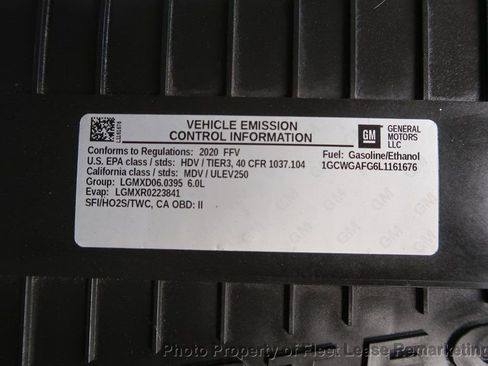 VEHICLE EMISSION
CONTROL INFORMATION
GM
GENERAL
MOTORS
LLC
Conforms to Regulations: 2020 FFV
Fuel: Gasoline/Ethanol
U.S. EPA class / stds: HDV / TIER3, 40 CFR 1037.104
1GCWGAFG6L1161676
California class / stds: MDV / ULEV250
Group: LGMXD06.0395 6.0L
Evap: LGMXR0223841
SFI/HO2S/TWC, CA OBD: II
Photo Property of Fleet Lease Remarketing